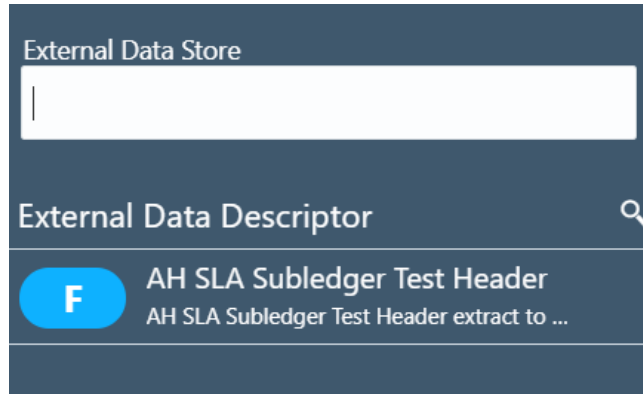 External Data Store
External Data Descriptor
F
AH SLA Subledger Test Header
AH SLA Subledger Test Header extract to ...